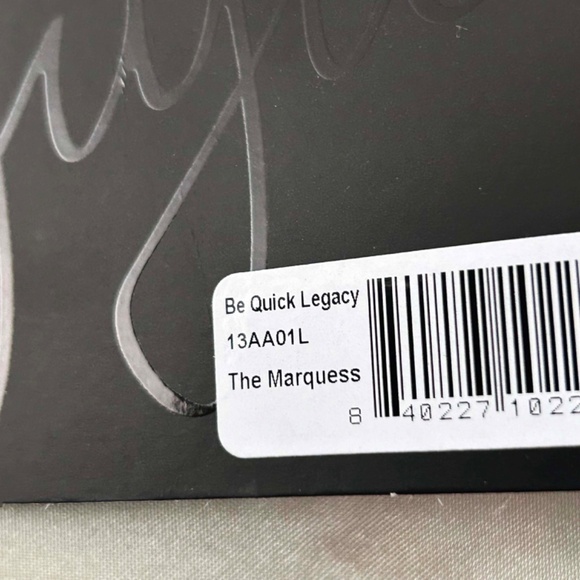 Be Quick Legacy
13AA01L
The Marquess
8 40227 1022